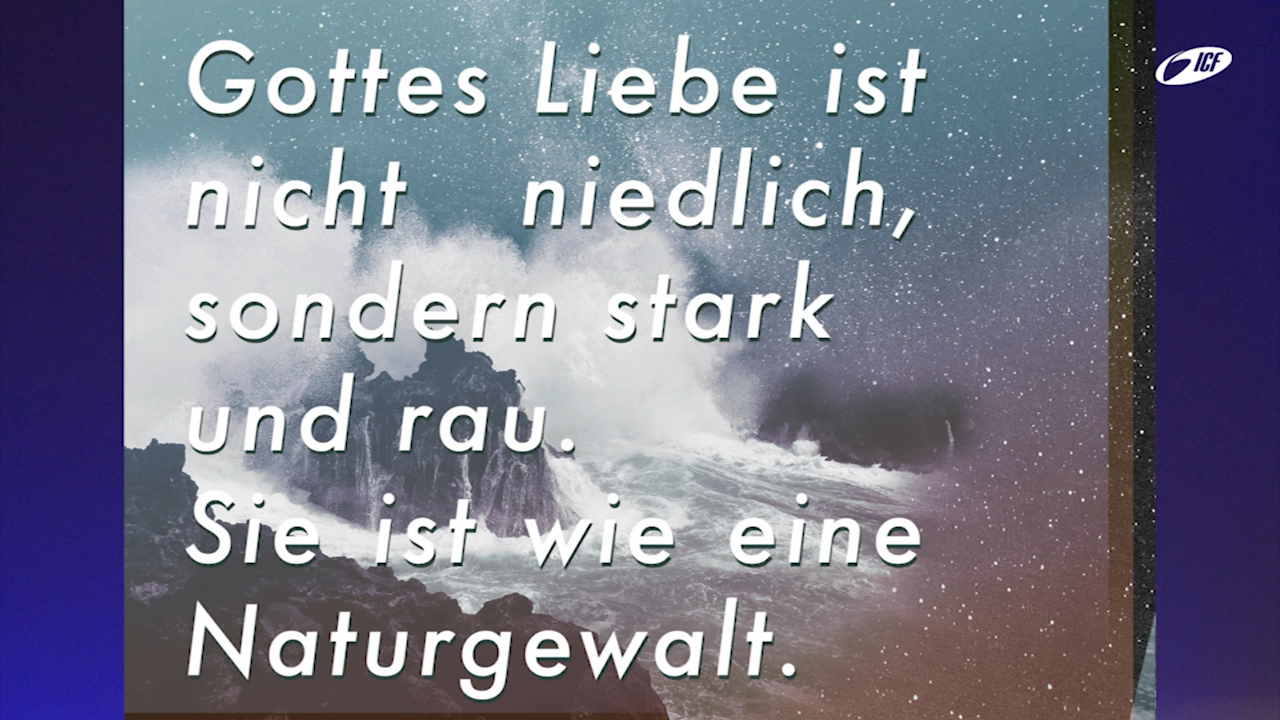 Gottes Liebe ist
nicht niedlich,
sondern stark
und rau.
Sie ist wie eine
Naturgewalt.
ICF